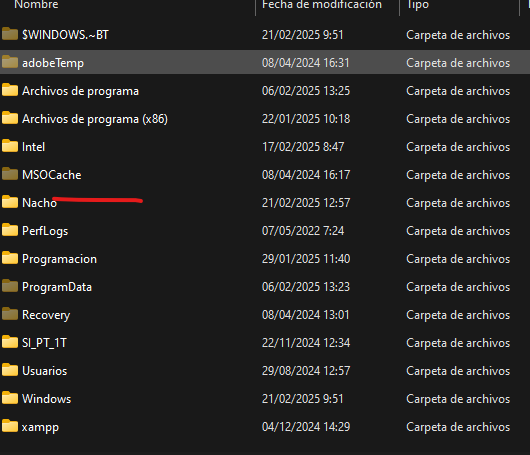 Nombre Fecha de modificación Tipo
$WINDOWS.~BT 21/02/2025 9:51 Carpeta de archivos
adobeTemp 08/04/2024 16:31 Carpeta de archivos
Archivos de programa 06/02/2025 13:25 Carpeta de archivos
Archivos de programa (x86) 22/01/2025 10:18 Carpeta de archivos
Intel 17/02/2025 8:47 Carpeta de archivos
MSOCache 08/04/2024 16:17 Carpeta de archivos
Nacho 21/02/2025 12:57 Carpeta de archivos
PerfLogs 07/05/2022 7:24 Carpeta de archivos
Programacion 29/01/2025 11:40 Carpeta de archivos
ProgramData 06/02/2025 13:23 Carpeta de archivos
Recovery 08/04/2024 13:01 Carpeta de archivos
SI_PT_1T 22/11/2024 12:34 Carpeta de archivos
Usuarios 29/08/2024 12:57 Carpeta de archivos
Windows 21/02/2025 9:51 Carpeta de archivos
xampp 04/12/2024 14:29 Carpeta de archivos